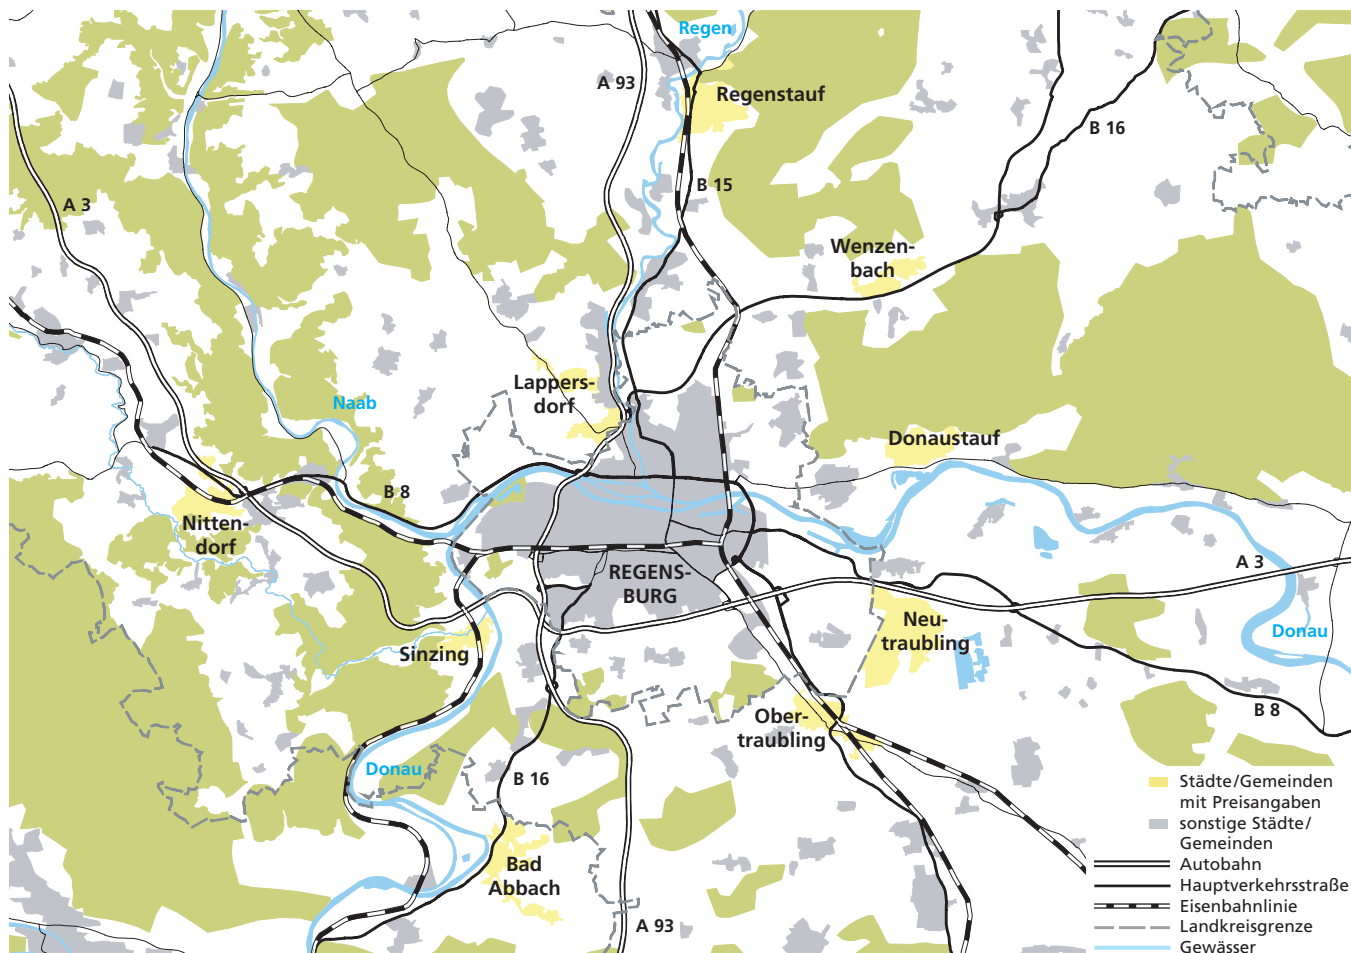 Regen
A 93
Regenstauf
B 16
B 15
A 3
Wenzen-
bach
Lappers-
dorf
Naab
Donaustauf
B 8
Nitten-
dorf
REGENS-
BURG
A 3
Neu-
traubling
Donau
Sinzing
Ober-
traubling
B 8
Donau
B 16
Bad
Abbach
A 93
Städte/Gemeinden
mit Preisangaben
sonstige Städte/
Gemeinden
Autobahn
Hauptverkehrsstraße
Eisenbahnlinie
Landkreisgrenze
Gewässer